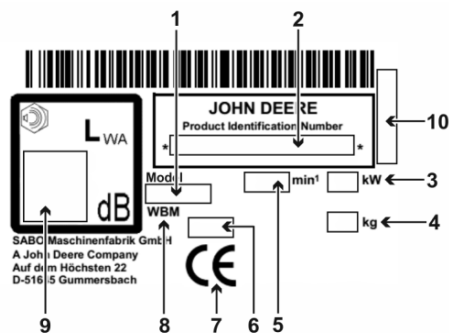 1 2
JOHN DEERE
Product Identification Number
* *
10
LWA
dB
Model
min¹ kW 3
WBM
kg 4
SABO Maschinenfabrik GmbH
A John Deere Company
Auf dem Höchsten 22
D-51645 Gummersbach
CE
9 8 7 5 6